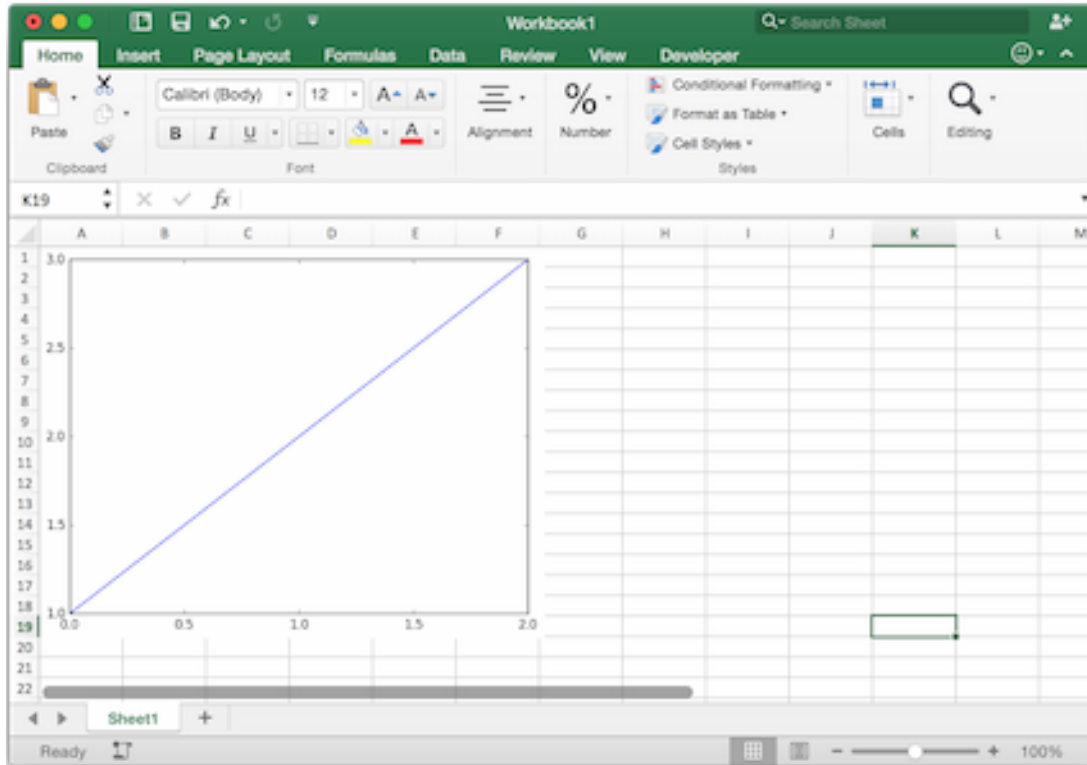 Workbook1
Search Sheet
Home Insert Page Layout Formulas Data Review View Developer
Paste
Clipboard
Calibri (Body) 12 A A
B I U A
Font
Alignment
%
Number
Conditional Formatting
Format as Table
Cell Styles
Styles
Cells
Editing
K19 fx
A B C D E F G H I J K L M
1
2
3
4
5
6
7
8
9
10
11
12
13
14
15
16
17
18
19
20
21
22
3.0
2.5
2.0
1.5
1.0
0.0 0.5 1.0 1.5 2.0
Sheet1 +
Ready
− + 100%